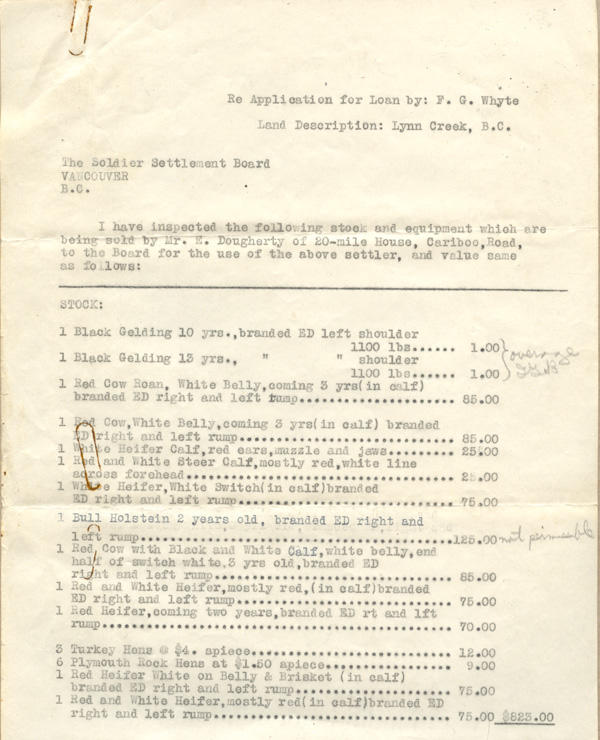 Re Application for Loan by: F. G. Whyte
Land Description: Lynn Creek, B.C.
The Soldier Settlement Board
VANCOUVER
B.C.
I have inspected the following stock and equipment which are
being sold by Mr. E. Dougherty of 20-mile House, Cariboo,Road,
to the Board for the use of the above settler, and value same
as follows:
STOCK:
1 Black Gelding 10 yrs.,branded ED left shoulder
1100 lbs...... 1.00
1 Black Gelding 13 yrs., " " shoulder
1100 lbs...... 1.00
overage
1 Red Cow Roan, White Belly,coming 3 yrs(in calf)
branded ED right and left rump.................... 85.00
1 Red Cow,White Belly,coming 3 yrs(in calf) branded
ED right and left rump............................ 85.00
1 White Heifer Calf,red ears,muzzle and jaws....... 25.00
1 Red and White Steer Calf,mostly red,white line
across forehead................................... 25.00
1 White Heifer,White Switch(in calf)branded
ED right and left rump............................ 75.00
1 Bull Holstein 2 years old, branded ED right and
left rump.........................................125.00 not permissible
1 Red Cow with Black and White Calf,white belly,end
half of switch white,3 yrs old,branded ED
right and left rump............................... 85.00
1 Red and White Heifer,mostly red,(in calf)branded
ED right and left rump............................ 75.00
1 Red Heifer,coming two years,branded ED rt and lft
rump.............................................. 70.00
3 Turkey Hens @ $4. apiece......................... 12.00
6 Plymouth Rock Hens at $1.50 apiece............... 9.00
1 Red Heifer White on Belly & Brisket (in calf)
branded ED right and left rump.................... 75.00
1 Red and White Heifer,mostly red(in calf)branded ED
right and left rump............................... 75.00 $823.00